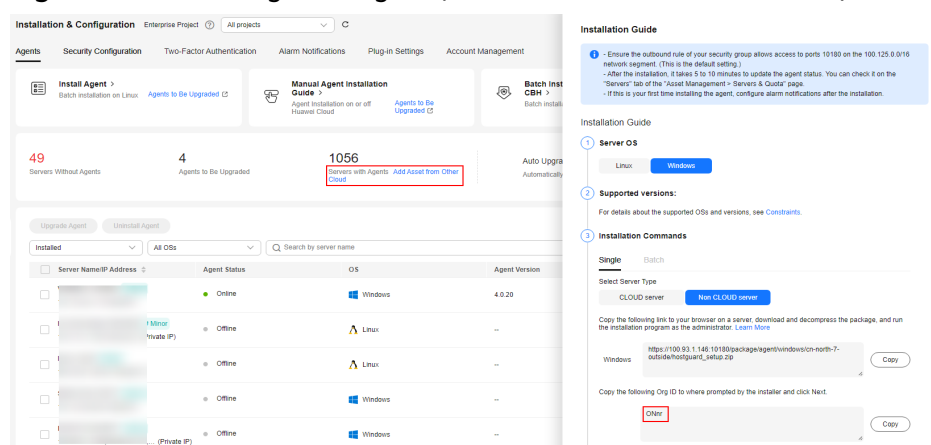 Installation & Configuration Enterprise Project All projects
Agents Security Configuration Two-Factor Authentication Alarm Notifications Plug-in Settings Account Management
Install Agent >
Batch installation on Linux Agents to Be Upgraded
Manual Agent Installation
Guide >
Agent Installation on or off
Huawei Cloud
Agents to Be
Upgraded
Batch Inst
CBH >
Batch install
49
Servers Without Agents
4
Agents to Be Upgraded
1056
Servers with Agents Add Asset from Other
Cloud
Auto Upgra
Automatically
Upgrade Agent Uninstall Agent
Installed All OSs Search by server name
Server Name/IP Address Agent Status OS Agent Version
Online Windows 4.0.20
Minor
Private IP)
Offline Linux --
Offline Linux --
Offline Windows --
Offline Windows --
... (Private IP)
Installation Guide
- Ensure the outbound rule of your security group allows access to ports 10180 on the 100.125.0.0/16
network segment. (This is the default setting.)
- After the installation, it takes 5 to 10 minutes to update the agent status. You can check it on the
"Servers" tab of the "Asset Management > Servers & Quota" page.
- If this is your first time installing the agent, configure alarm notifications after the installation.
Installation Guide
1 Server OS
Linux Windows
2 Supported versions:
For details about the supported OSs and versions, see Constraints.
3 Installation Commands
Single Batch
Select Server Type
CLOUD server Non CLOUD server
Copy the following link to your browser on a server, download and decompress the package, and run
the installation program as the administrator. Learn More
Windows
https://100.93.1.146:10180/package/agent/windows/cn-north-7-
outside/hostguard_setup.zip
Copy
Copy the following Org ID to where prompted by the installer and click Next.
ONnr
Copy